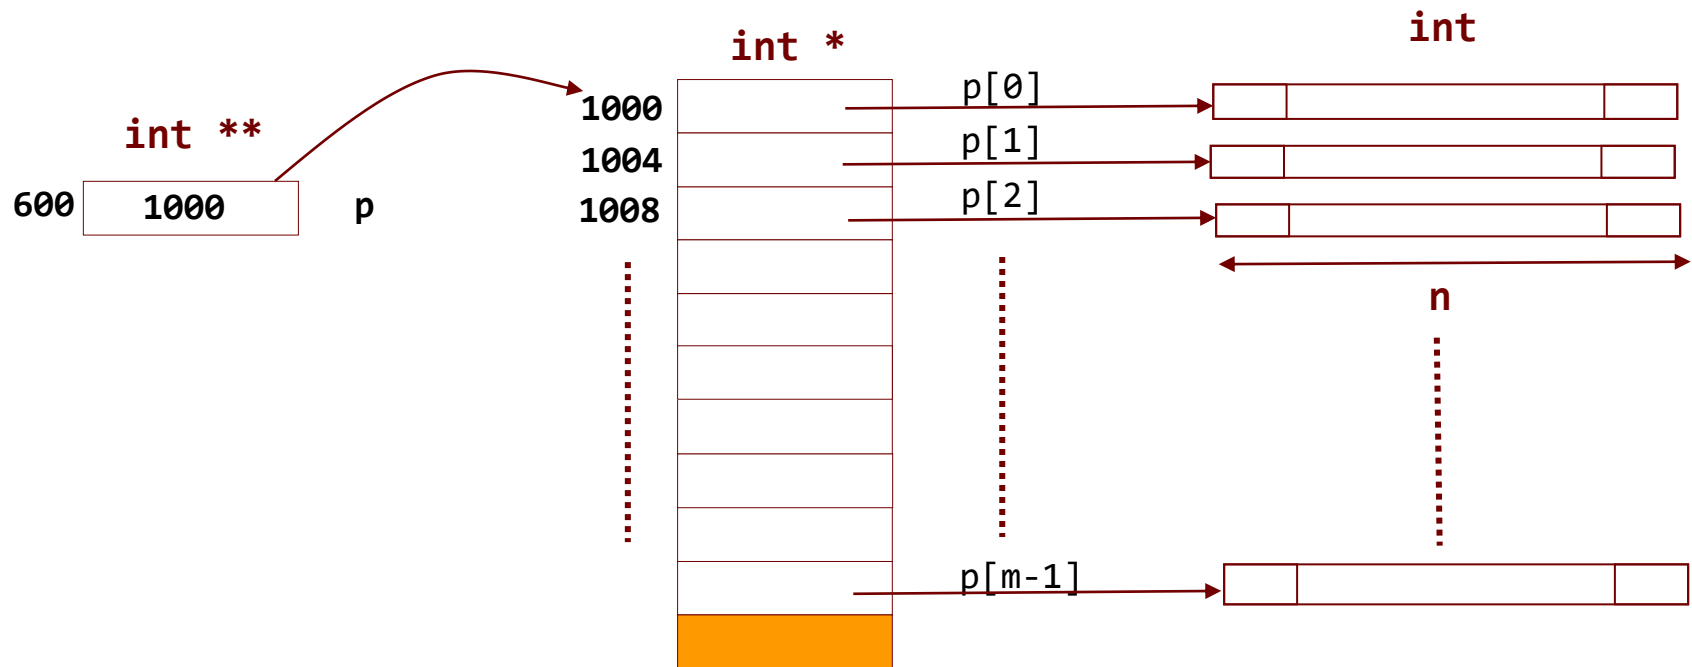 int **
600 1000 p
int *
1000
1004
1008
p[0]
p[1]
p[2]
p[m-1]
int
n